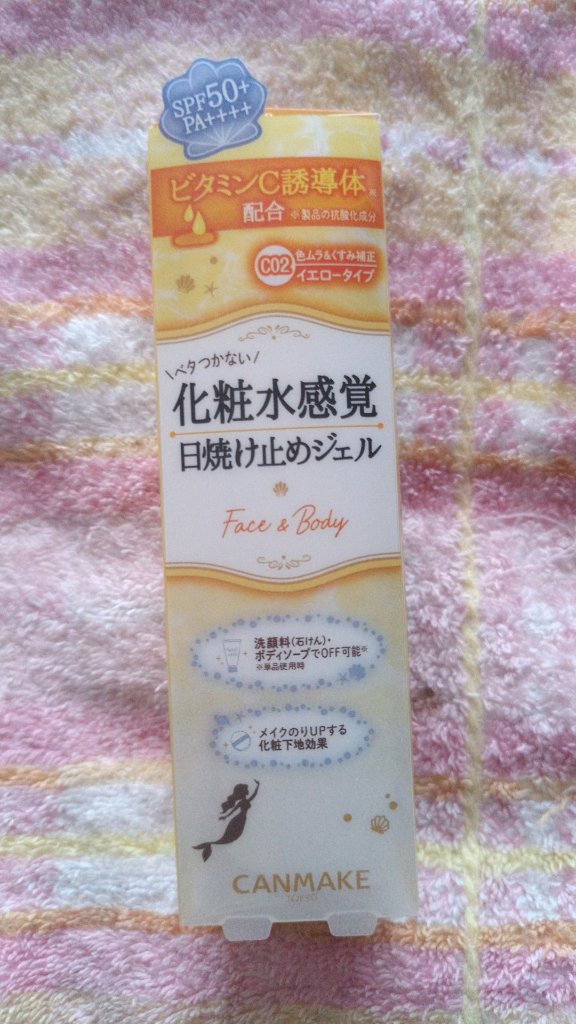 SPF50+
PA++++
ビタミンC誘導体※
配合 ※製品の抗酸化成分
C02
色ムラ&くすみ補正
イエロータイプ
\ベタつかない/
化粧水感覚
日焼け止めジェル
Face & Body
洗顔料(石けん)・
ボディソープでOFF可能※
※単品使用時
メイクのりUPする
化粧下地効果
CANMAKE
TOKYO